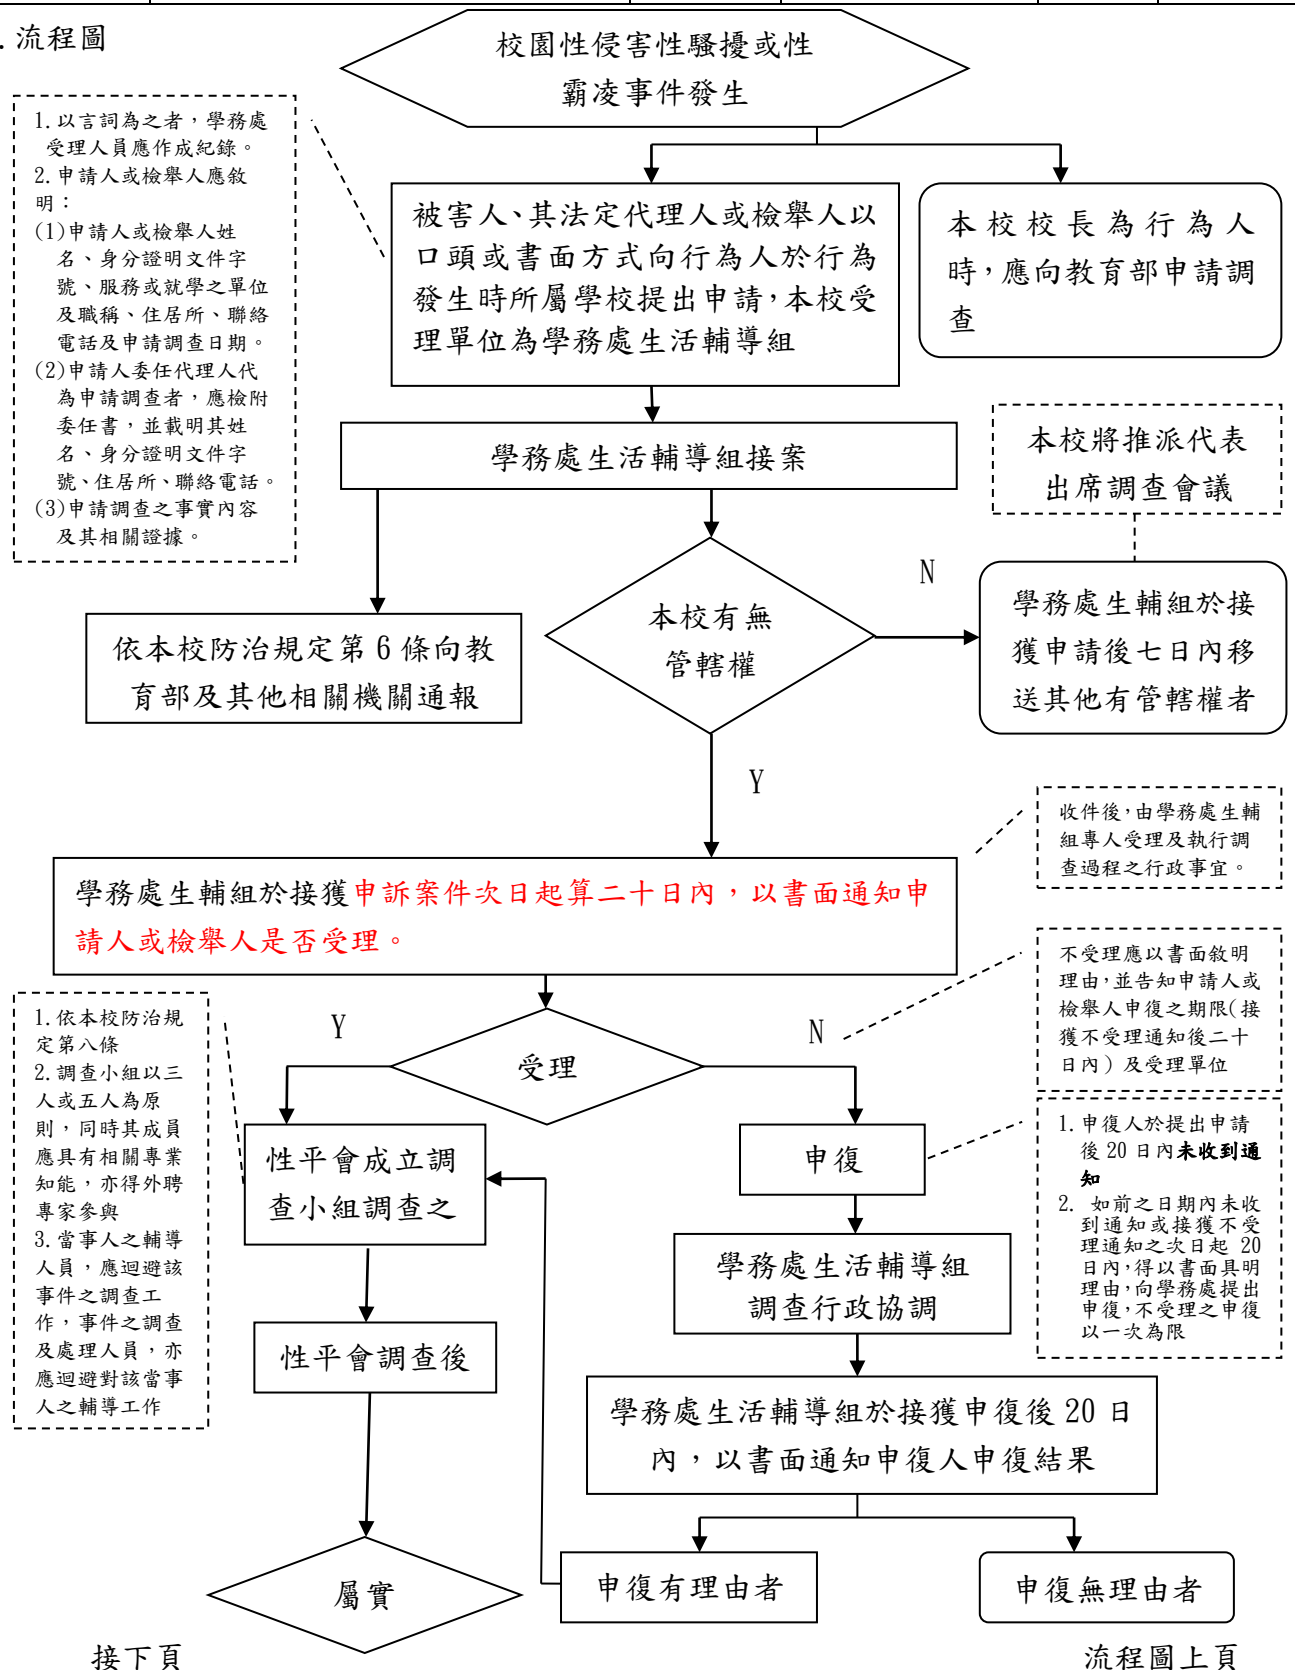 . 流程圖
校園性侵害性騷擾或性
霸凌事件發生
1. 以言詞為之者，學務處
受理人員應作成紀錄。
2. 申請人或檢舉人應敘
明：
(1)申請人或檢舉人姓
名、身分證明文件字
號、服務或就學之單位
及職稱、住居所、聯絡
電話及申請調查日期。
(2)申請人委任代理人代
為申請調查者，應檢附
委任書，並載明其姓
名、身分證明文件字
號、住居所、聯絡電話。
(3)申請調查之事實內容
及其相關證據。
被害人、其法定代理人或檢舉人以
口頭或書面方式向行為人於行為
發生時所屬學校提出申請，本校受
理單位為學務處生活輔導組
本校校長為行為人
時，應向教育部申請調
查
學務處生活輔導組接案
本校將推派代表
出席調查會議
依本校防治規定第 6 條向教
育部及其他相關機關通報
本校有無
管轄權
N
學務處生輔組於接
獲申請後七日內移
送其他有管轄權者
Y
收件後，由學務處生輔
組專人受理及執行調
查過程之行政事宜。
學務處生輔組於接獲申訴案件次日起算二十日內，以書面通知申
請人或檢舉人是否受理。
不受理應以書面敘明
理由，並告知申請人或
檢舉人申復之期限(接
獲不受理通知後二十
日內) 及受理單位
1. 依本校防治規
定第八條
2. 調查小組以三
人或五人為原
則，同時其成員
應具有相關專業
知能，亦得外聘
專家參與
3. 當事人之輔導
人員，應迴避該
事件之調查工
作，事件之調查
及處理人員，亦
應迴避對該當事
人之輔導工作
Y
受理
N
性平會成立調
查小組調查之
申復
1. 申復人於提出申請
後 20 日內未收到通
知
2. 如前之日期內未收
到通知或接獲不受
理通知之次日起 20
日內，得以書面具明
理由，向學務處提出
申復，不受理之申復
以一次為限
學務處生活輔導組
調查行政協調
性平會調查後
學務處生活輔導組於接獲申復後 20 日
內，以書面通知申復人申復結果
屬實
申復有理由者
申復無理由者
接下頁
流程圖上頁